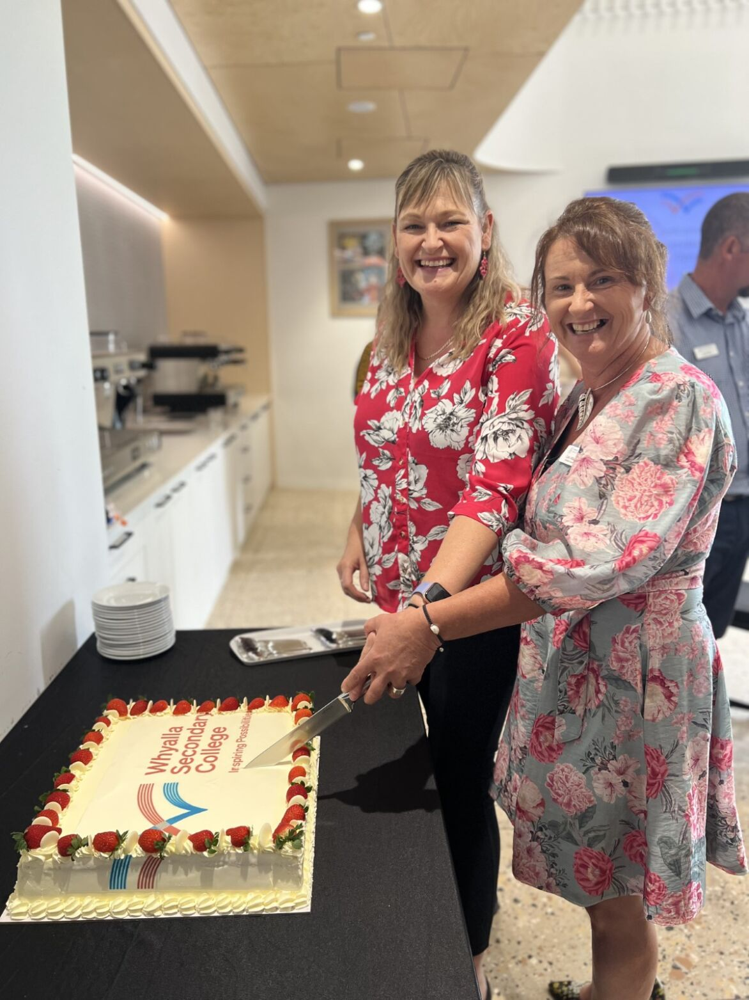 Whyalla
Secondary
College
Inspiring Possibilities